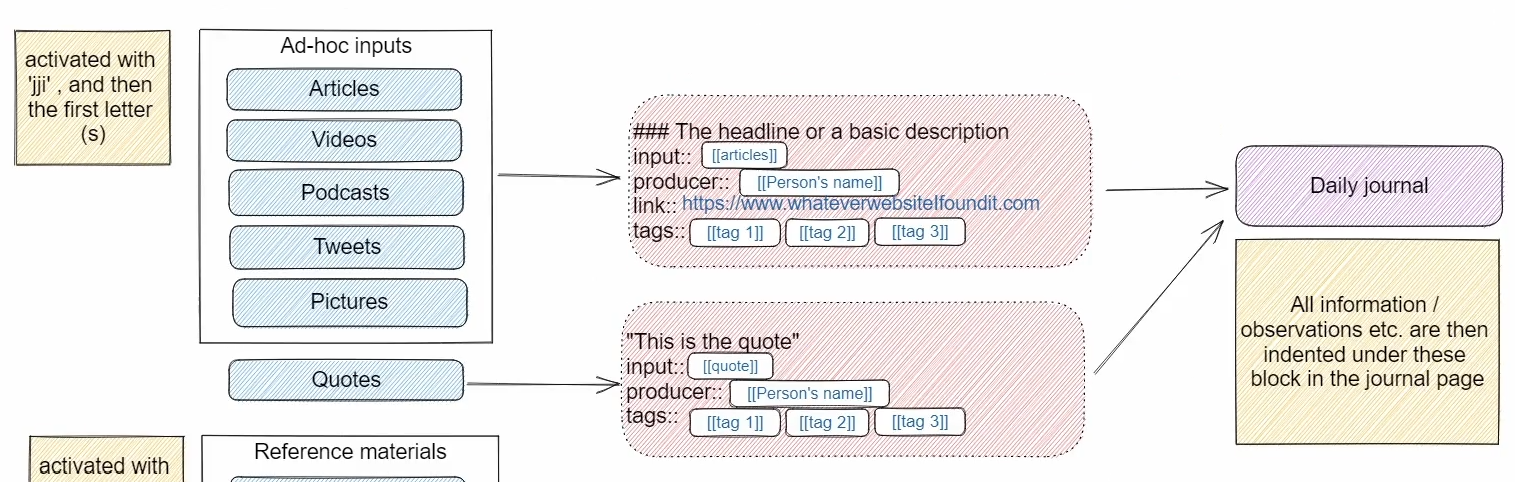 activated with
'jji' , and then
the first letter
(s)
Ad-hoc inputs
Articles
Videos
Podcasts
Tweets
Pictures
Quotes
### The headline or a basic description
input:: [[articles]]
producer:: [[Person's name]]
link:: https://www.whateverwebsiteIfoundit.com
tags:: [[tag 1]] [[tag 2]] [[tag 3]]
"This is the quote"
input:: [[quote]]
producer:: [[Person's name]]
tags:: [[tag 1]] [[tag 2]] [[tag 3]]
Daily journal
All information /
observations etc. are then
indented under these
block in the journal page
activated with
Reference materials